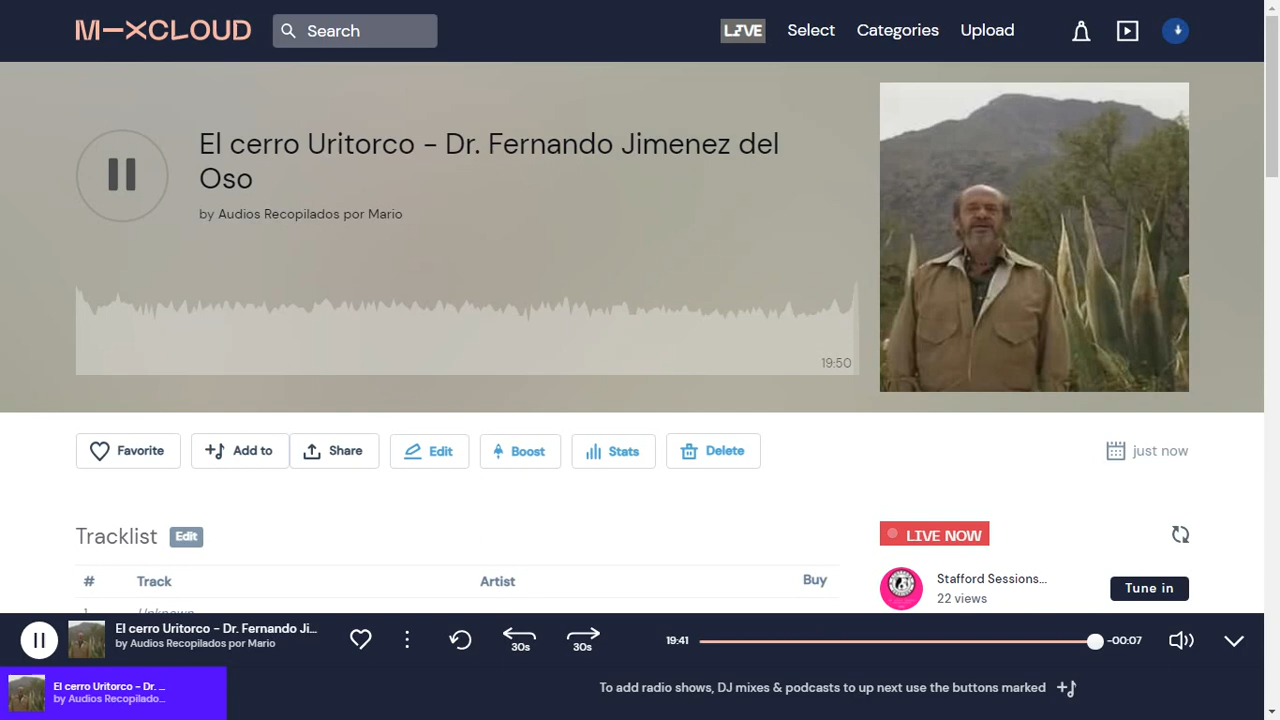 M-XCLOUD
Search
LIVE
Select
Categories
Upload
El cerro Uritorco - Dr. Fernando Jimenez del
Oso
by Audios Recopilados por Mario
19:50
Favorite
Add to
Share
Edit
Boost
Stats
Delete
just now
Tracklist
Edit
LIVE NOW
# Track Artist Buy
Stafford Sessions...
22 views
Tune in
1 Unknown
El cerro Uritorco - Dr. Fernando Ji...
by Audios Recopilados por Mario
30s
30s
19:41
-00:07
El cerro Uritorco - Dr. ...
by Audios Recopilado...
To add radio shows, DJ mixes & podcasts to up next use the buttons marked